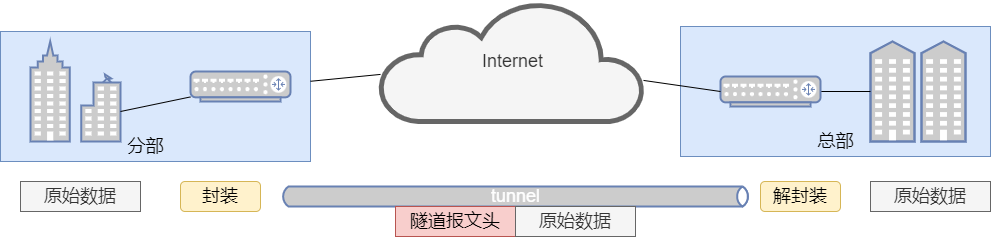 Internet
分部
总部
原始数据
封装
tunnel
解封装
原始数据
隧道报文头
原始数据